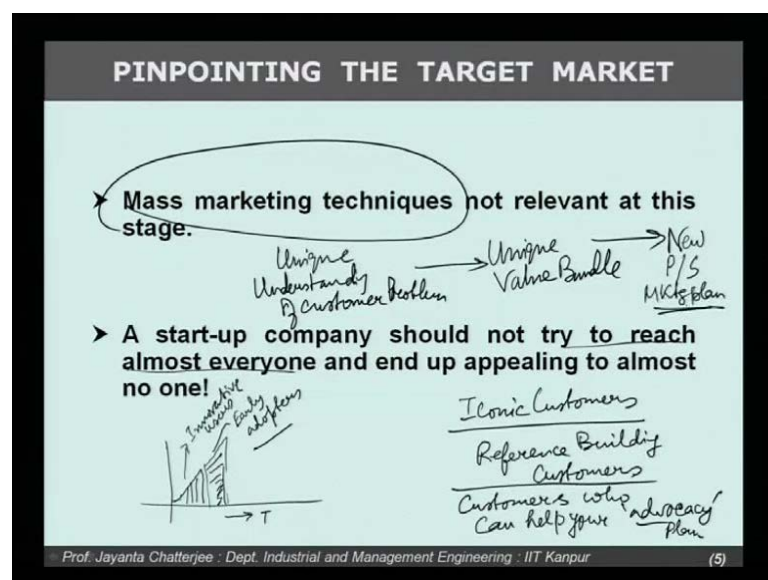 PINPOINTING THE TARGET MARKET
➤ Mass marketing techniques not relevant at this
stage.
Unique
Understandg
of customer Problem
Unique
Value Bundle
New
P/S
MKtg plan
➤ A start-up company should not try to reach
almost everyone and end up appealing to almost
no one!
Innovative
users
Early
adopters
T
Iconic Customers
Reference Buildig
Customers
Customers who
Can help your 'advocacy'
Plan
Prof. Jayanta Chatterjee : Dept. Industrial and Management Engineering : IIT Kanpur (5)